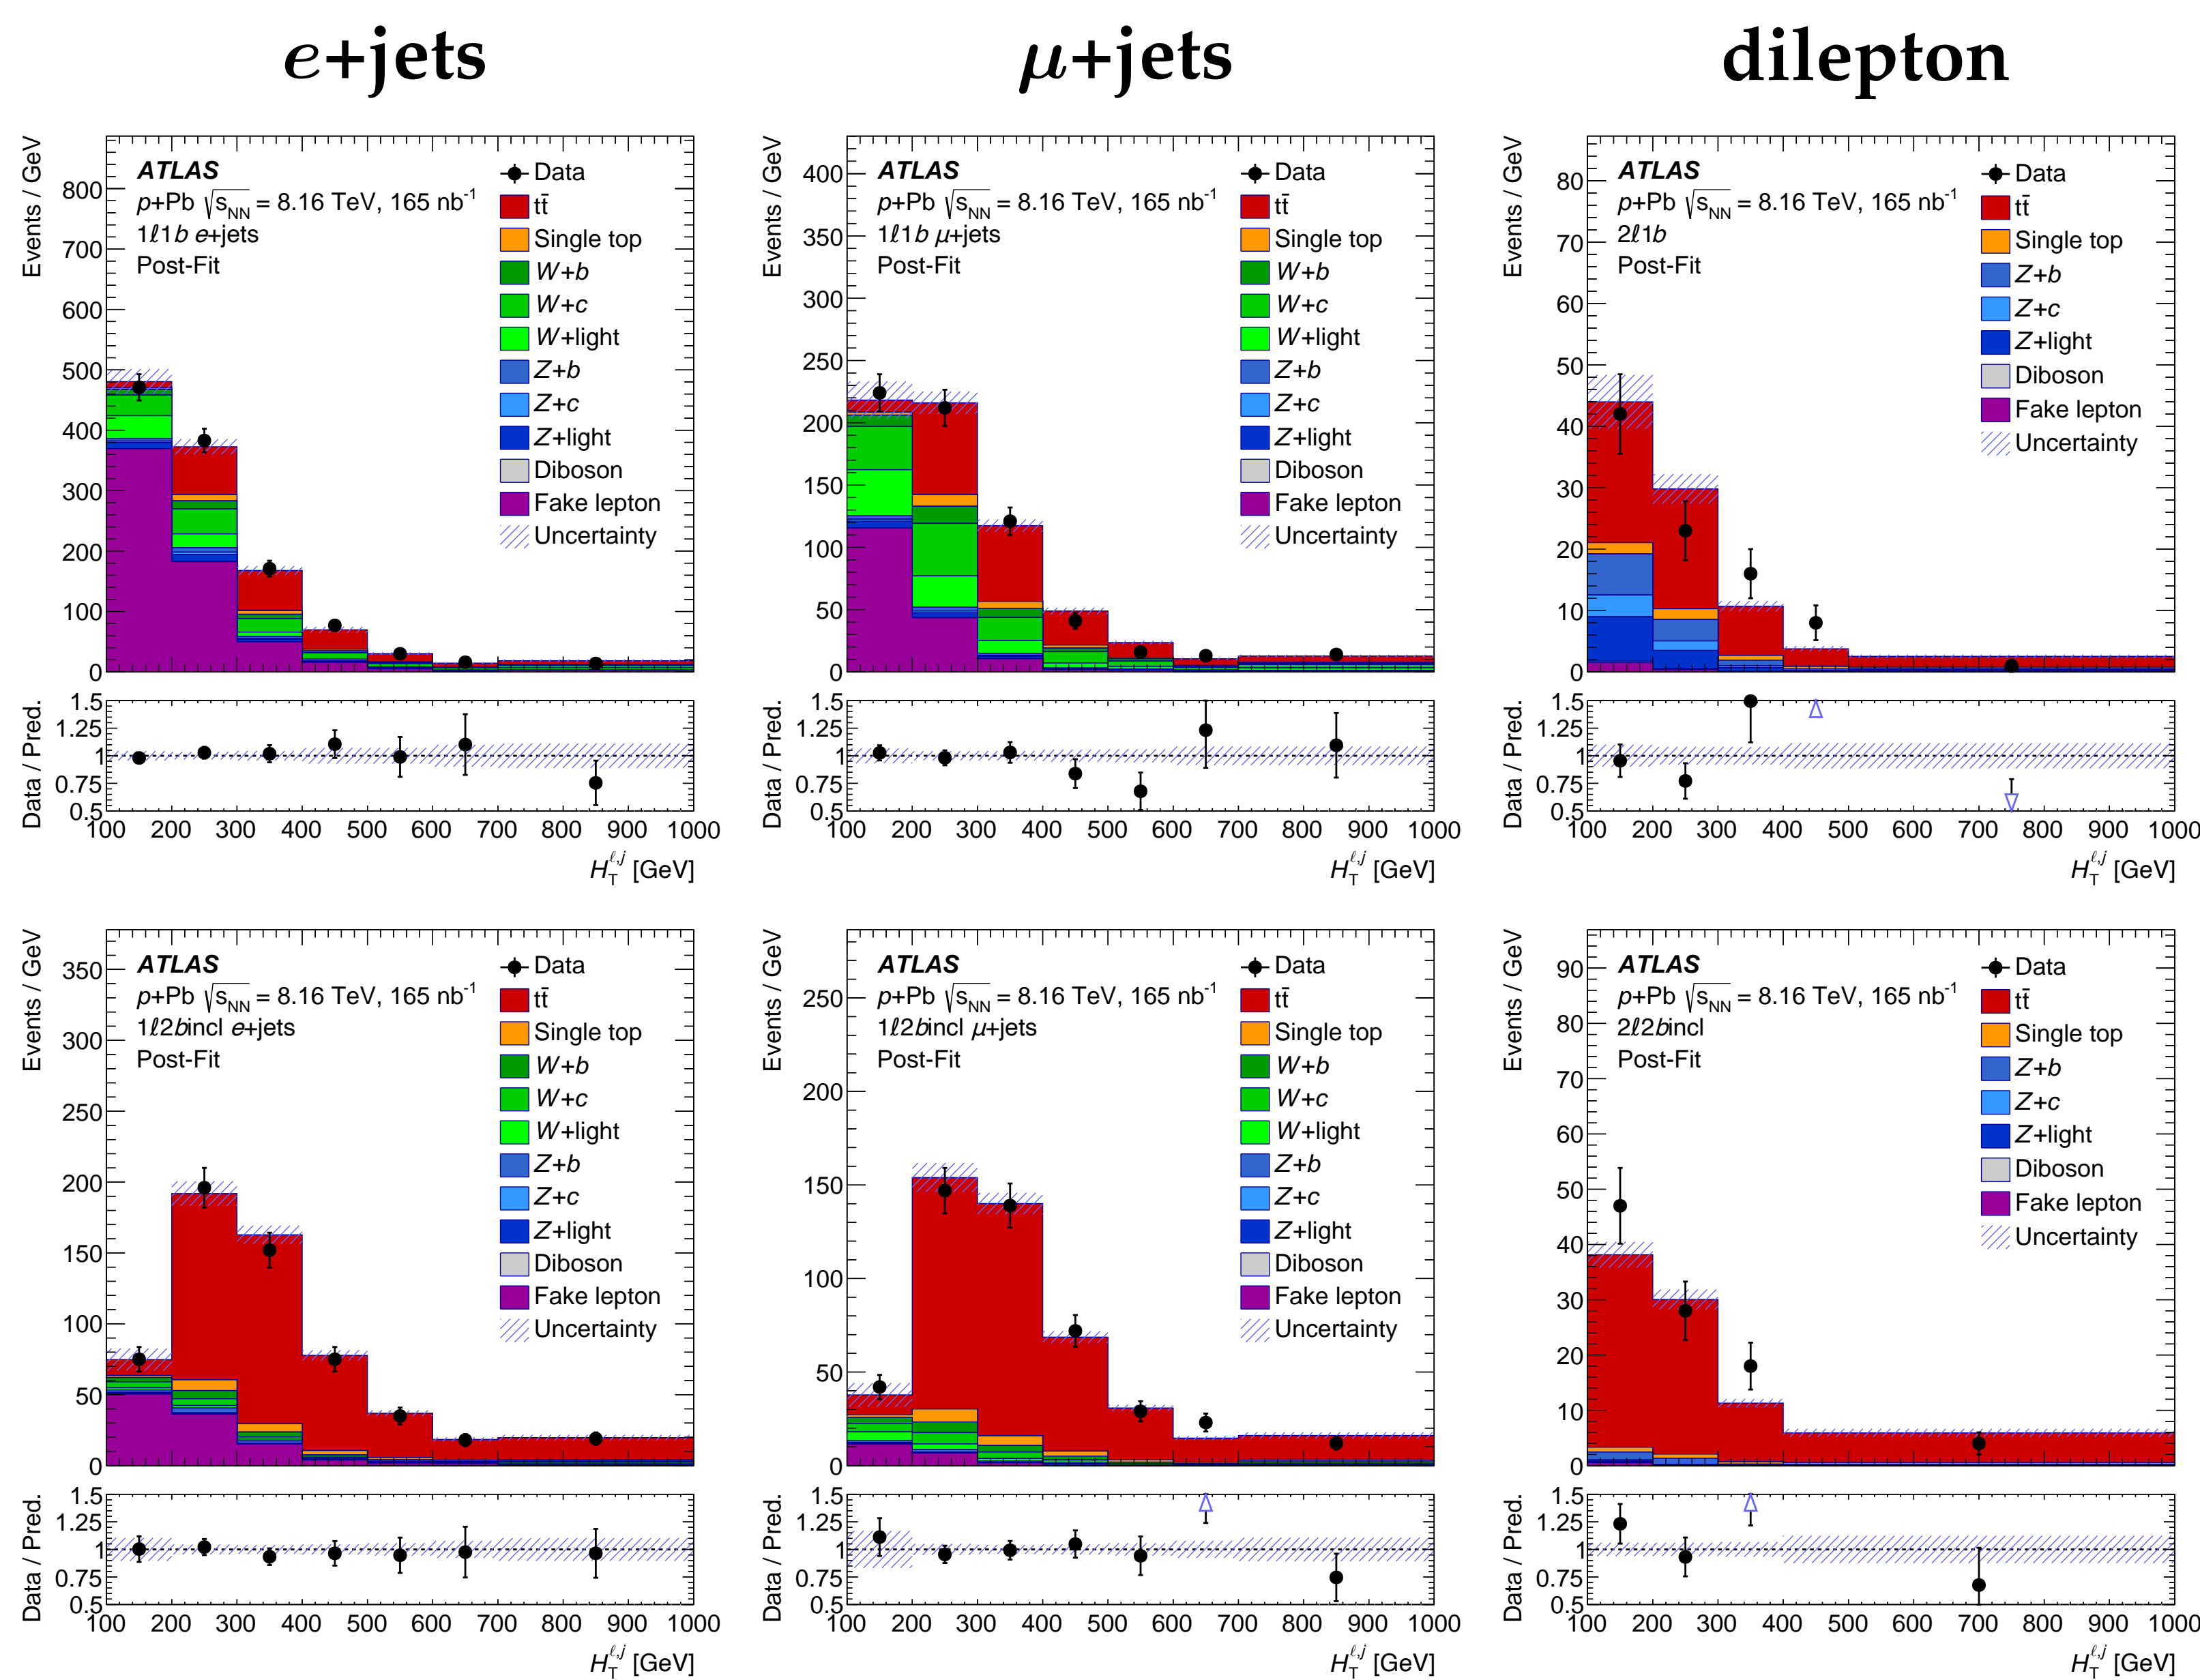 e+jets
μ+jets
dilepton
Events / GeV
800
700
600
500
400
300
200
100
0
ATLAS
p+Pb √sNN = 8.16 TeV, 165 nb⁻¹
1ℓ1b e+jets
Post-Fit
Data
tt̄
Single top
W+b
W+c
W+light
Z+b
Z+c
Z+light
Diboson
Fake lepton
Uncertainty
Data / Pred.
1.5
1.25
1
0.75
0.5
100 200 300 400 500 600 700 800 900 1000
H_T^ℓ,j [GeV]
Events / GeV
400
350
300
250
200
150
100
50
0
ATLAS
p+Pb √sNN = 8.16 TeV, 165 nb⁻¹
1ℓ1b μ+jets
Post-Fit
Data
tt̄
Single top
W+b
W+c
W+light
Z+b
Z+c
Z+light
Diboson
Fake lepton
Uncertainty
Data / Pred.
1.5
1.25
1
0.75
0.5
100 200 300 400 500 600 700 800 900 1000
H_T^ℓ,j [GeV]
Events / GeV
80
70
60
50
40
30
20
10
0
ATLAS
p+Pb √sNN = 8.16 TeV, 165 nb⁻¹
2ℓ1b
Post-Fit
Data
tt̄
Single top
Z+b
Z+c
Z+light
Diboson
Fake lepton
Uncertainty
Data / Pred.
1.5
1.25
1
0.75
0.5
100 200 300 400 500 600 700 800 900 1000
H_T^ℓ,j [GeV]
Events / GeV
350
300
250
200
150
100
50
0
ATLAS
p+Pb √sNN = 8.16 TeV, 165 nb⁻¹
1ℓ2bincl e+jets
Post-Fit
Data
tt̄
Single top
W+b
W+c
W+light
Z+b
Z+c
Z+light
Diboson
Fake lepton
Uncertainty
Data / Pred.
1.5
1.25
1
0.75
0.5
100 200 300 400 500 600 700 800 900 1000
H_T^ℓ,j [GeV]
Events / GeV
250
200
150
100
50
0
ATLAS
p+Pb √sNN = 8.16 TeV, 165 nb⁻¹
1ℓ2bincl μ+jets
Post-Fit
Data
tt̄
Single top
W+b
W+c
W+light
Z+b
Z+c
Z+light
Diboson
Fake lepton
Uncertainty
Data / Pred.
1.5
1.25
1
0.75
0.5
100 200 300 400 500 600 700 800 900 1000
H_T^ℓ,j [GeV]
Events / GeV
90
80
70
60
50
40
30
20
10
0
ATLAS
p+Pb √sNN = 8.16 TeV, 165 nb⁻¹
2ℓ2bincl
Post-Fit
Data
tt̄
Single top
Z+b
Z+c
Z+light
Diboson
Fake lepton
Uncertainty
Data / Pred.
1.5
1.25
1
0.75
0.5
100 200 300 400 500 600 700 800 900 1000
H_T^ℓ,j [GeV]